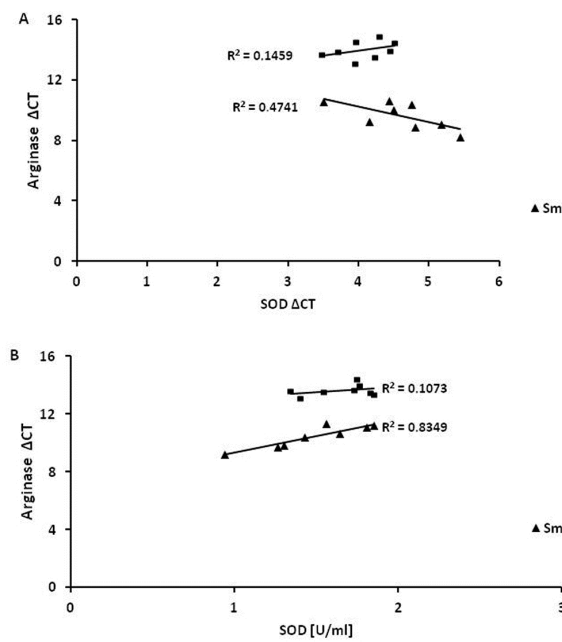 A
16
12
8
4
0
Arginase ΔCT
R² = 0.1459
R² = 0.4741
Sm
0 1 2 3 4 5 6
SOD ΔCT
B
16
12
8
4
0
Arginase ΔCT
R² = 0.1073
R² = 0.8349
Sm
0 1 2 3
SOD [U/ml]